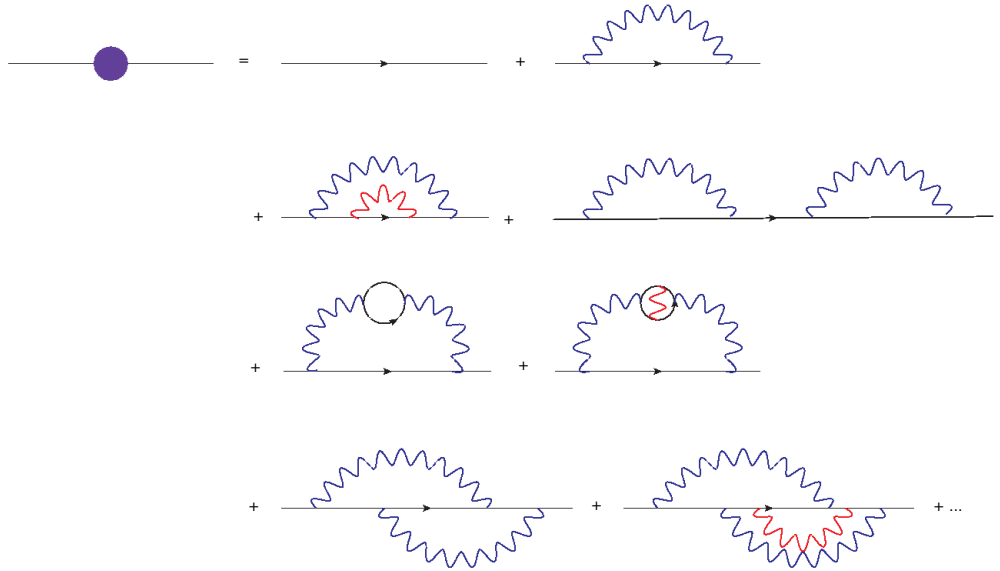 = +
+ +
+ +
+ + + ...